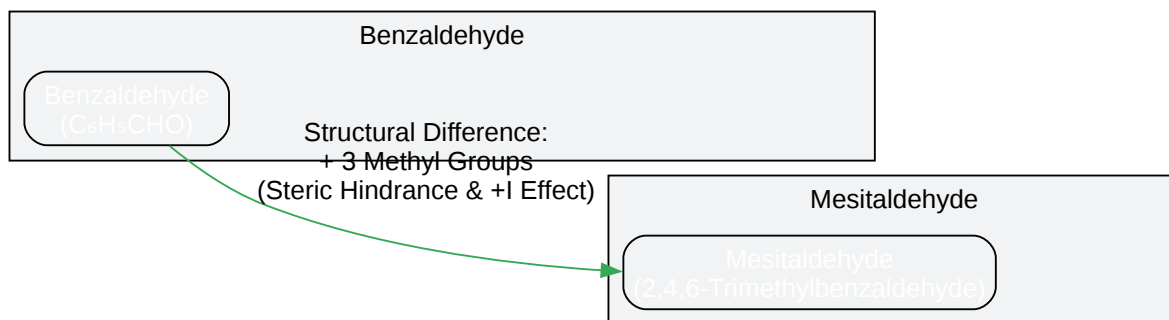 Benzaldehyde
Benzaldehyde
(C₆H₅CHO)
Structural Difference:
+ 3 Methyl Groups
(Steric Hindrance & +I Effect)
Mesitaldehyde
Mesitaldehyde
(2,4,6-Trimethylbenzaldehyde)